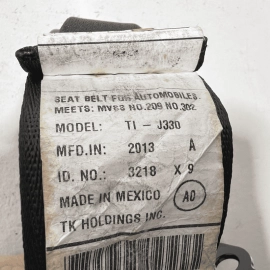 SEAT BELT FOR AUTOMOBILES.
MEETS: MVSS NO.209 NO.302
MODEL: TI - J330
MFD.IN: 2013 A
ID. NO.: 3218 X 9
MADE IN MEXICO AO
TK HOLDINGS INC.